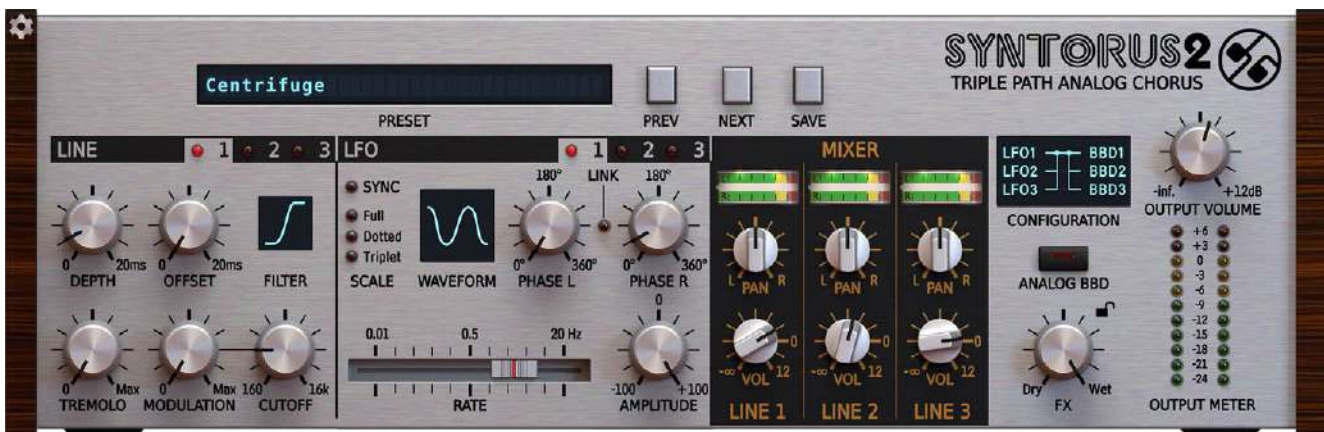 SYNTORUS2
TRIPLE PATH ANALOG CHORUS
Centrifuge
PRESET
PREV
NEXT
SAVE
LINE 1 2 3
LFO 1 2 3
MIXER
SYNC
Full
Dotted
Triplet
SCALE
WAVEFORM
180°
0° 360°
PHASE L
LINK
180°
0° 360°
PHASE R
0 20ms
DEPTH
0 20ms
OFFSET
FILTER
0 Max
TREMOLO
0 Max
MODULATION
160 16k
CUTOFF
0.01 0.5 20 Hz
RATE
0
-100 +100
AMPLITUDE
L: R:
L PAN R
-∞ VOL 12
0
LINE 1
L: R:
L PAN R
-∞ VOL 12
0
LINE 2
L: R:
L PAN R
-∞ VOL 12
0
LINE 3
LFO1 BBD1
LFO2 BBD2
LFO3 BBD3
CONFIGURATION
ANALOG BBD
Dry Wet
FX
-inf. +12dB
OUTPUT VOLUME
+6
+3
0
-3
-6
-9
-12
-15
-18
-21
-24
OUTPUT METER